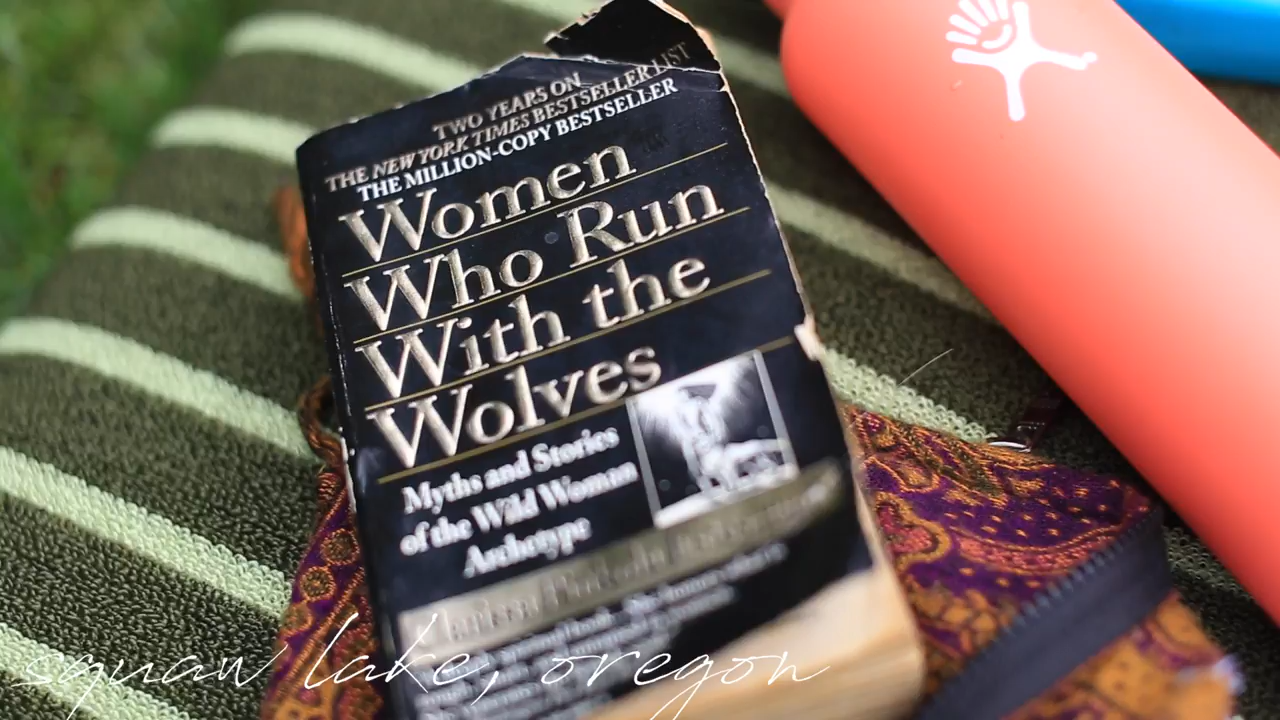 TWO YEARS ON
THE NEW YORK TIMES BESTSELLER LIST
THE MILLION-COPY BESTSELLER
Women
Who Run
With the
Wolves
Myths and Stories
of the Wild Woman
Archetype
squaw lake, oregon